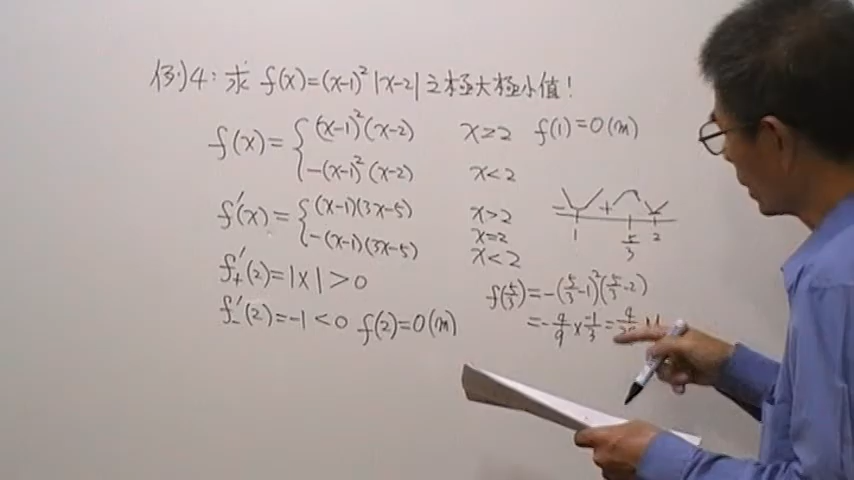 例4:求 f(x)=(x-1)²|x-2|之極大極小值!
f(x)={(x-1)²(x-2) x≥2 f(1)=0(m)
-(x-1)²(x-2) x<2
f'(x)={(x-1)(3x-5) x>2
x=2
-(x-1)(3x-5) x<2
- + 1 5/3 2
f₊'(2)=1×1>0
f₋'(2)=-1<0 f(2)=0(m)
f(5/3)=-(5/3-1)²(5/3-2)
=-4/9×-1/3=4/